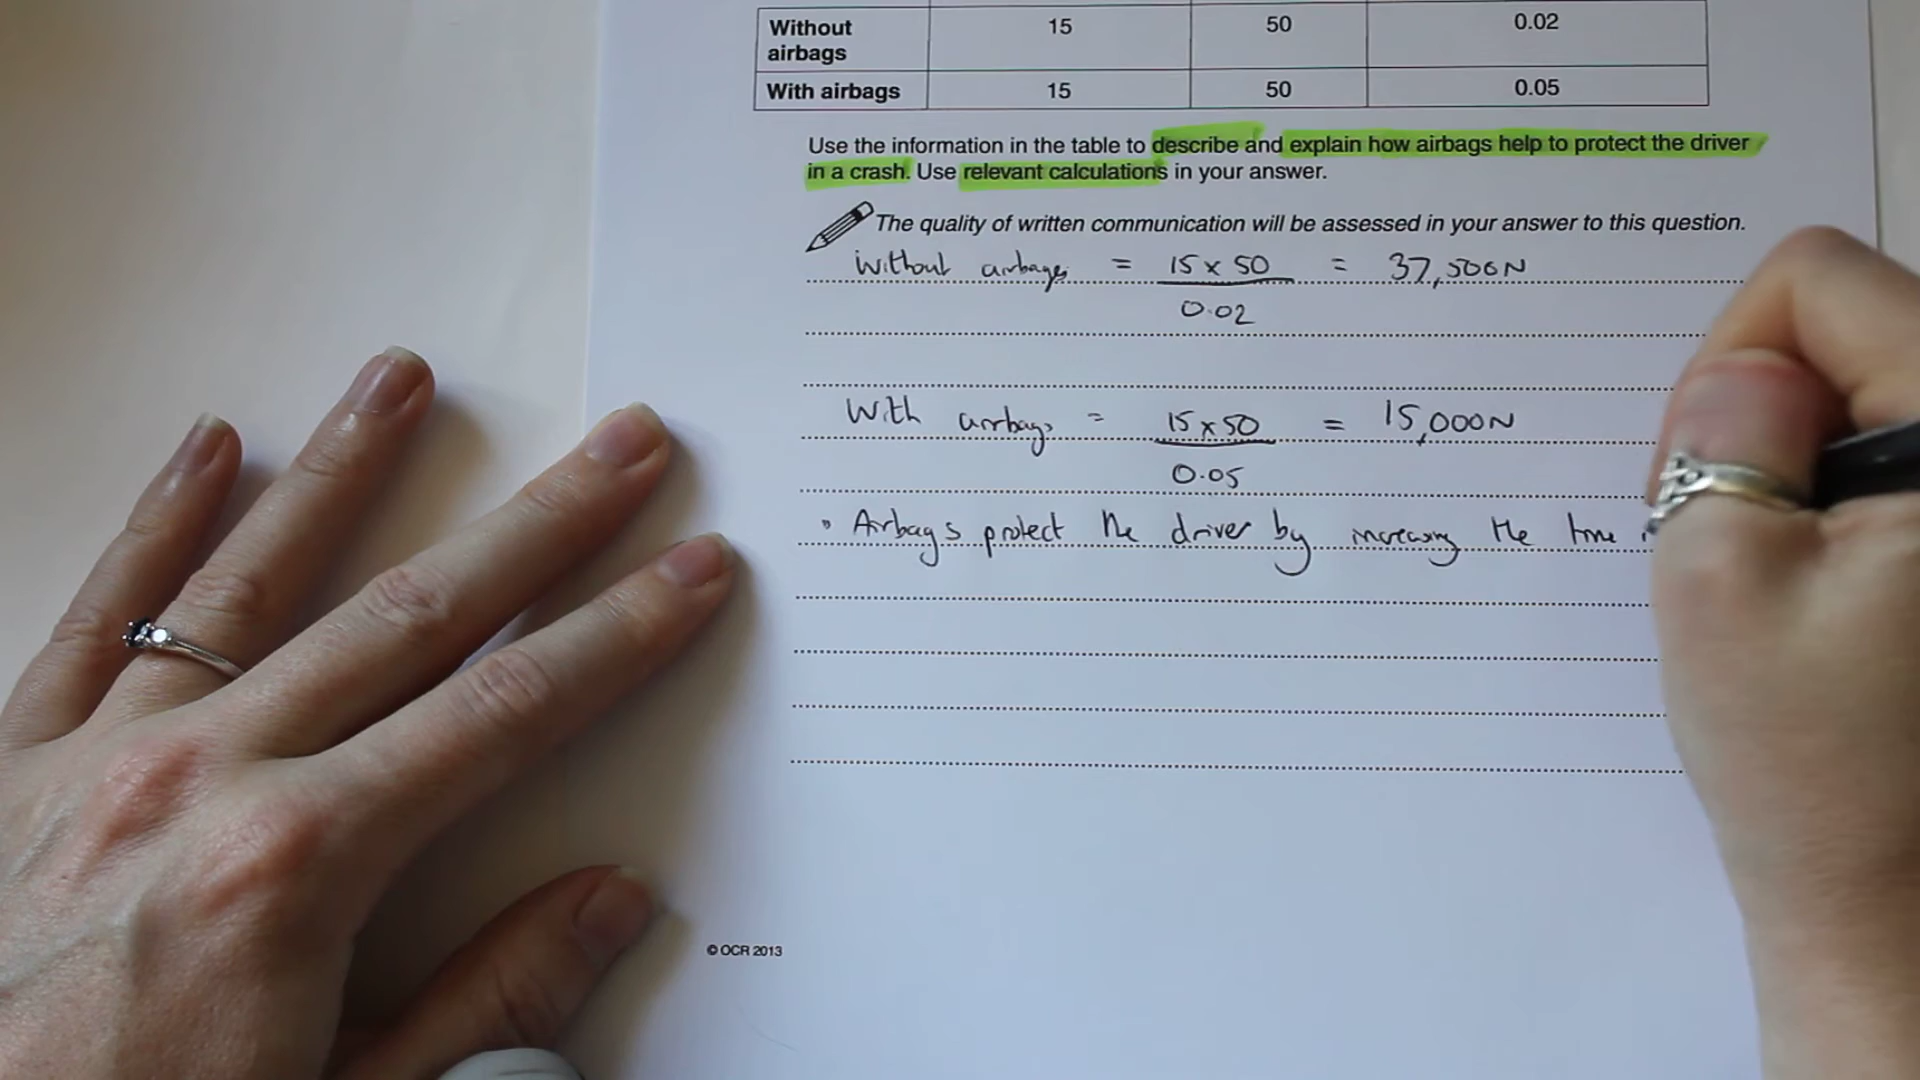 Without 15 50 0.02
airbags
With airbags 15 50 0.05
Use the information in the table to describe and explain how airbags help to protect the driver
in a crash. Use relevant calculations in your answer.
The quality of written communication will be assessed in your answer to this question.
Without airbags = 15 x 50 = 37,500N
0.02
With airbags = 15 x 50 = 15,000N
0.05
• Airbags protect the driver by increasing the time
© OCR 2013